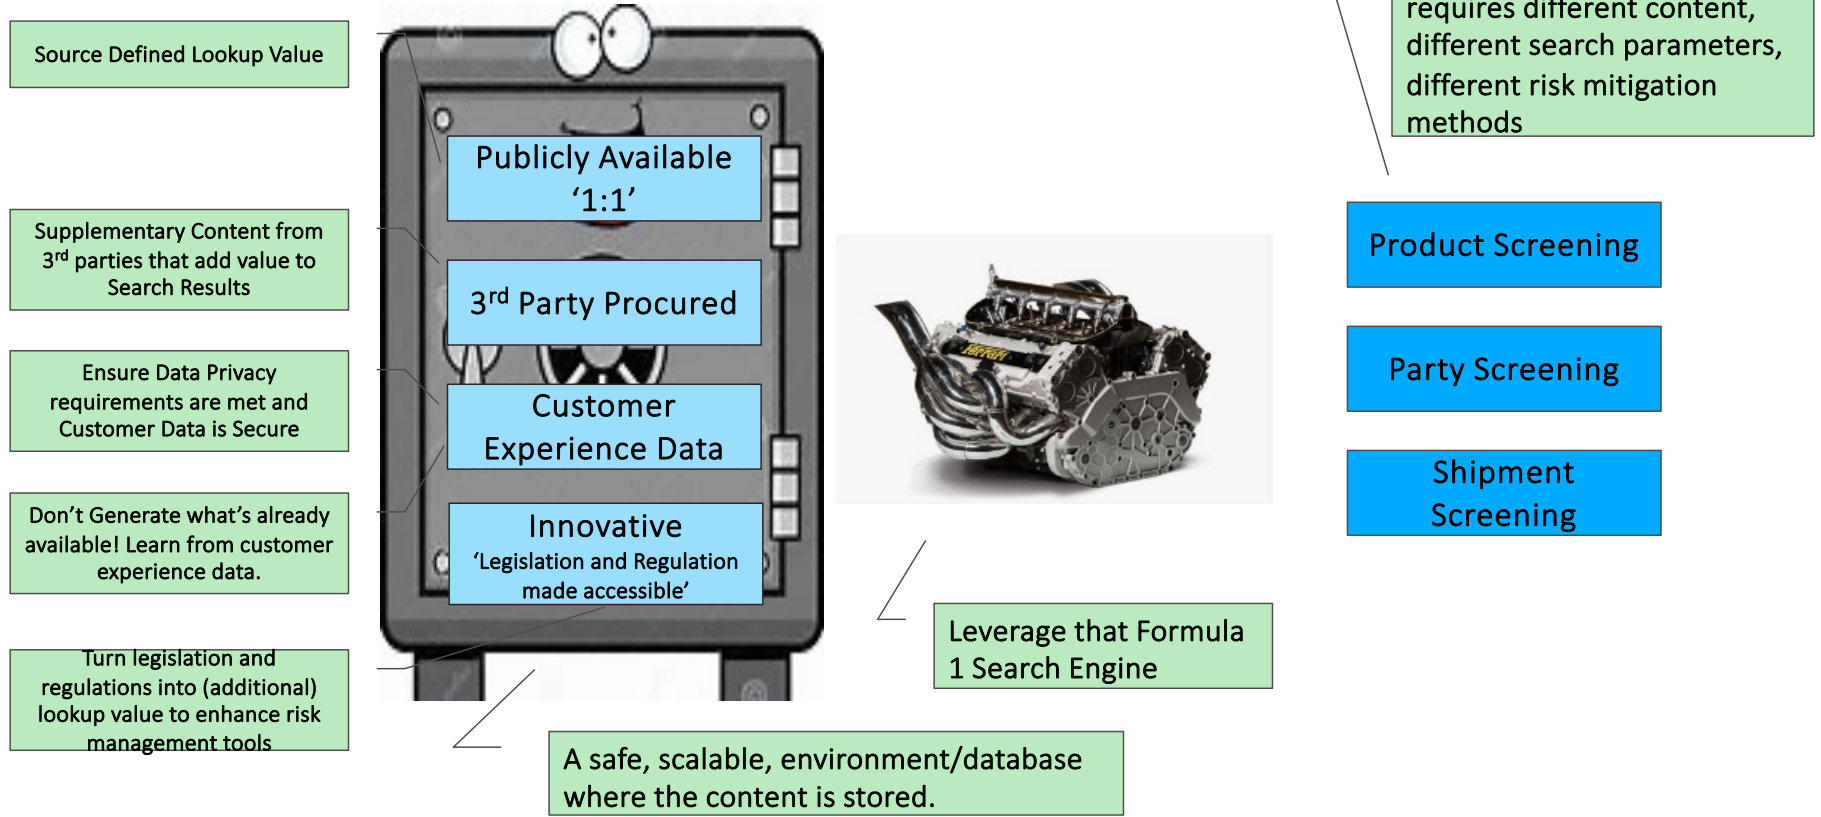 Source Defined Lookup Value
Supplementary Content from
3rd parties that add value to
Search Results
Ensure Data Privacy
requirements are met and
Customer Data is Secure
Don’t Generate what’s already
available! Learn from customer
experience data.
Turn legislation and
regulations into (additional)
lookup value to enhance risk
management tools
Publicly Available
‘1:1’
3rd Party Procured
Customer
Experience Data
Innovative
‘Legislation and Regulation
made accessible’
A safe, scalable, environment/database
where the content is stored.
Ferrari
Leverage that Formula
1 Search Engine
requires different content,
different search parameters,
different risk mitigation
methods
Product Screening
Party Screening
Shipment
Screening